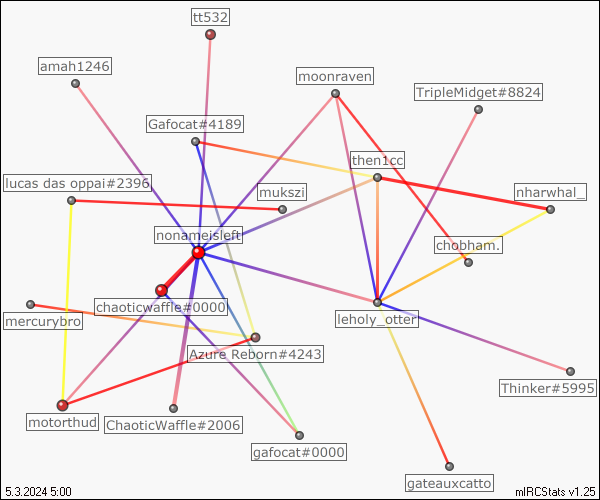 tt532
amah1246
moonraven
TripleMidget#8824
Gafocat#4189
then1cc
lucas das oppai#2396
mukszi
nharwhal_
nonameisleft
chobham.
chaoticwaffle#0000
mercurybro
leholy_otter
Azure Reborn#4243
Thinker#5995
motorthud
ChaoticWaffle#2006
gafocat#0000
gateauxcatto
5.3.2024 5:00
mIRCStats v1.25